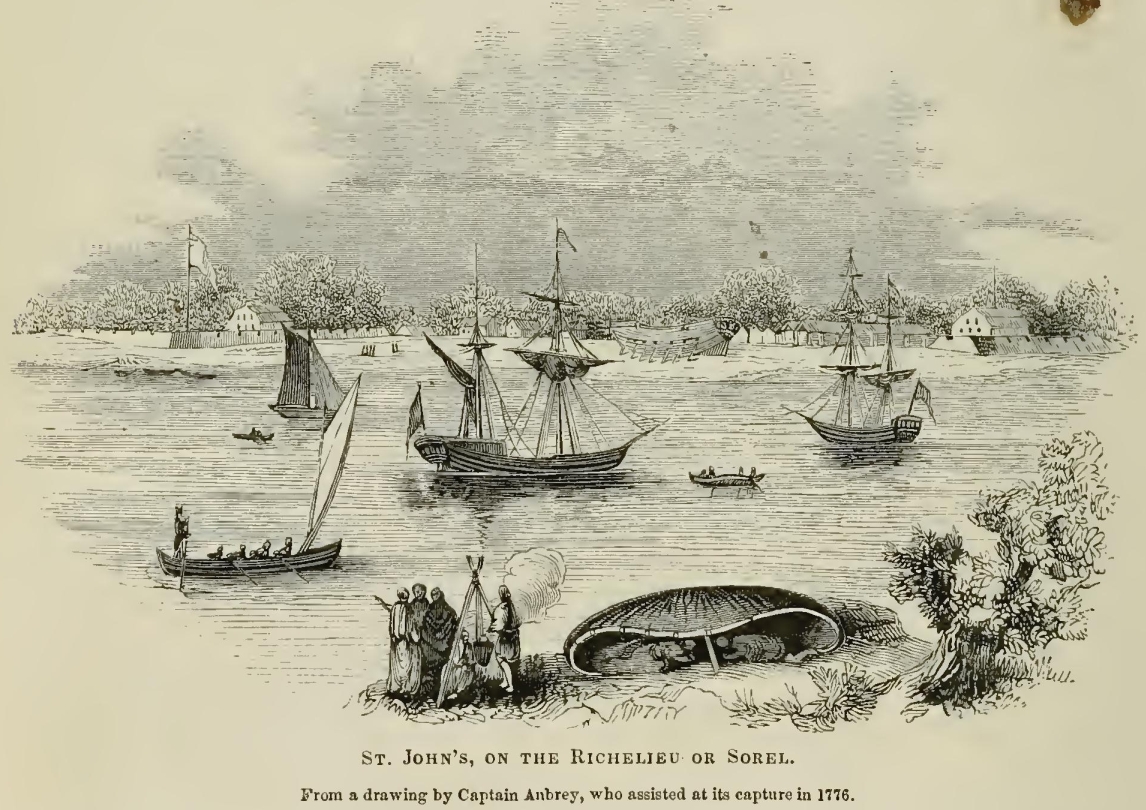 ST. JOHN'S, ON THE RICHELIEU OR SOREL.
From a drawing by Captain Anbrey, who assisted at its capture in 1776.